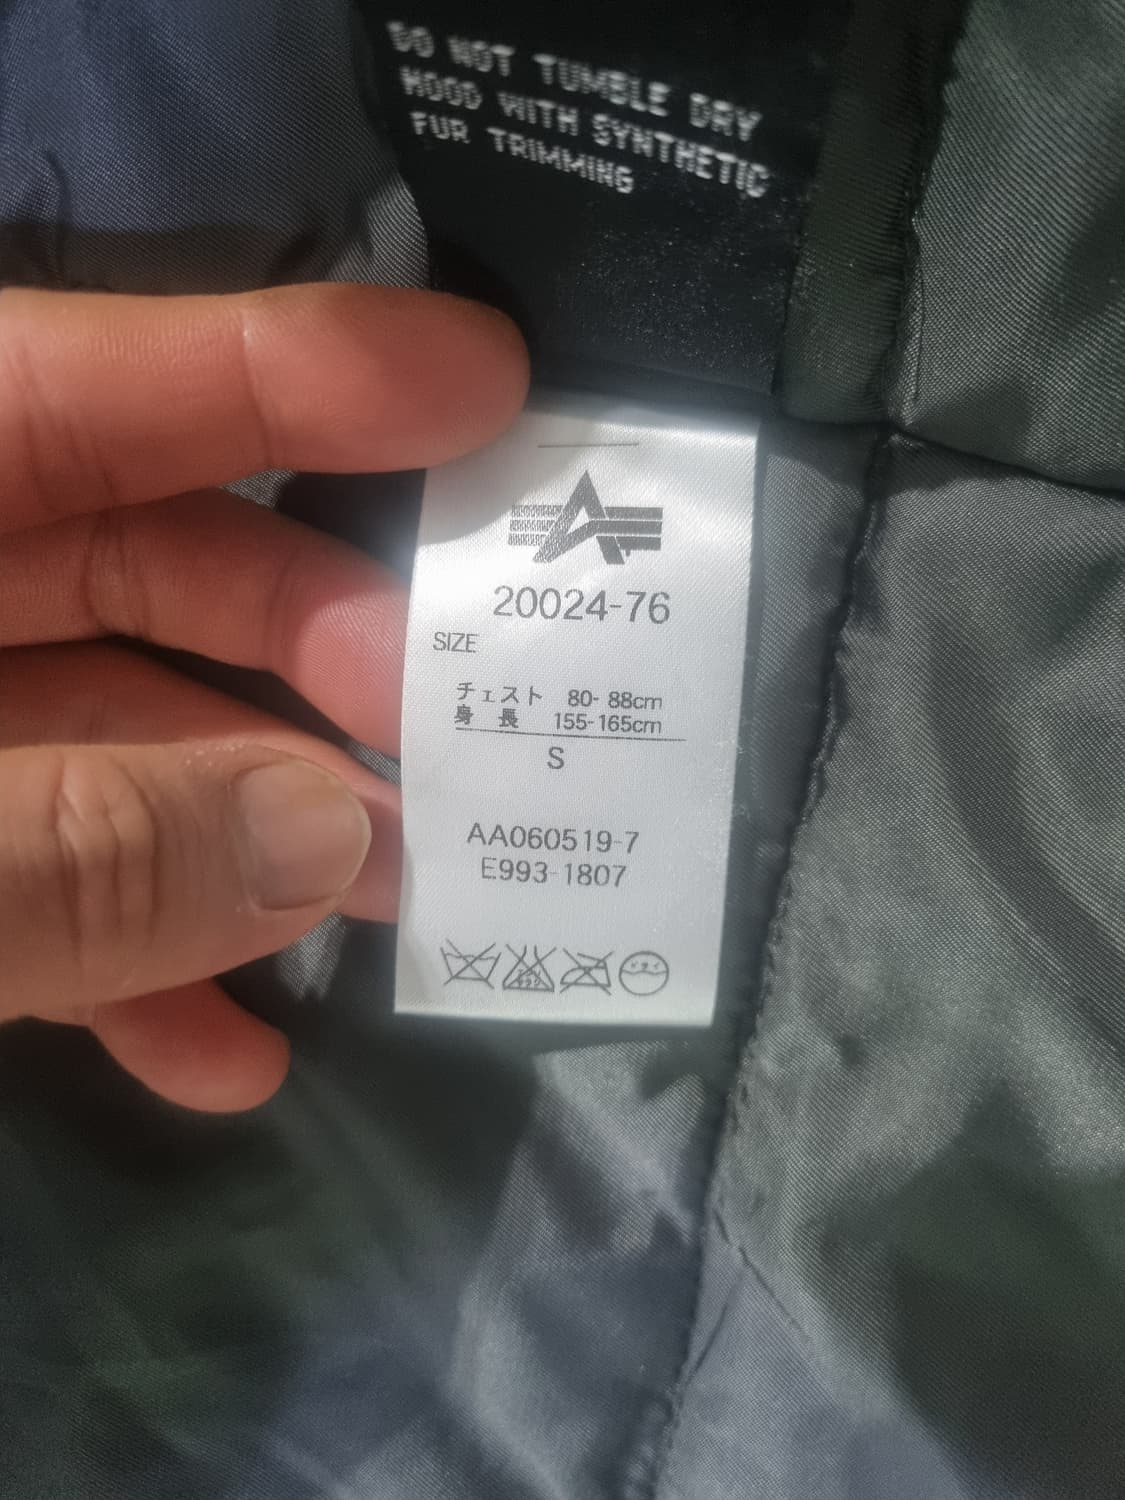 DO NOT TUMBLE DRY
HOOD WITH SYNTHETIC
FUR TRIMMING
20024-76
SIZE
チェスト 80- 88cm
身 長 155-165cm
S
AA060519-7
E993-1807